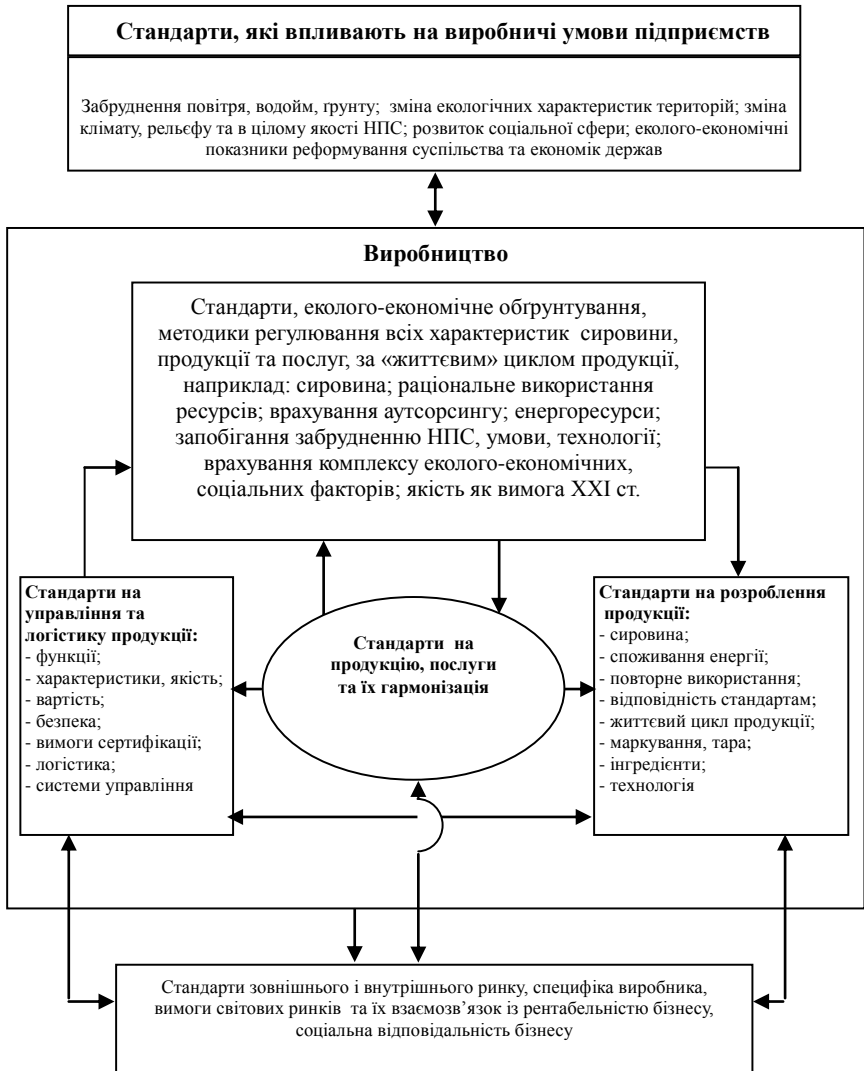 Стандарти, які впливають на виробничі умови підприємств
Забруднення повітря, водойм, ґрунту; зміна екологічних характеристик територій; зміна
клімату, рельєфу та в цілому якості НПС; розвиток соціальної сфери; еколого-економічні
показники реформування суспільства та економік держав
Виробництво
Стандарти, еколого-економічне обґрунтування,
методики регулювання всіх характеристик сировини,
продукції та послуг, за «життєвим» циклом продукції,
наприклад: сировина; раціональне використання
ресурсів; врахування аутсорсингу; енергоресурси;
запобігання забрудненню НПС, умови, технології;
врахування комплексу еколого-економічних,
соціальних факторів; якість як вимога XXI ст.
Стандарти на
управління та
логістику продукції:
- функції;
- характеристики, якість;
- вартість;
- безпека;
- вимоги сертифікації;
- логістика;
- системи управління
Стандарти на
продукцію, послуги
та їх гармонізація
Стандарти на розроблення
продукції:
- сировина;
- споживання енергії;
- повторне використання;
- відповідність стандартам;
- життєвий цикл продукції;
- маркування, тара;
- інгредієнти;
- технологія
Стандарти зовнішнього і внутрішнього ринку, специфіка виробника,
вимоги світових ринків та їх взаємозв’язок із рентабельністю бізнесу,
соціальна відповідальність бізнесу